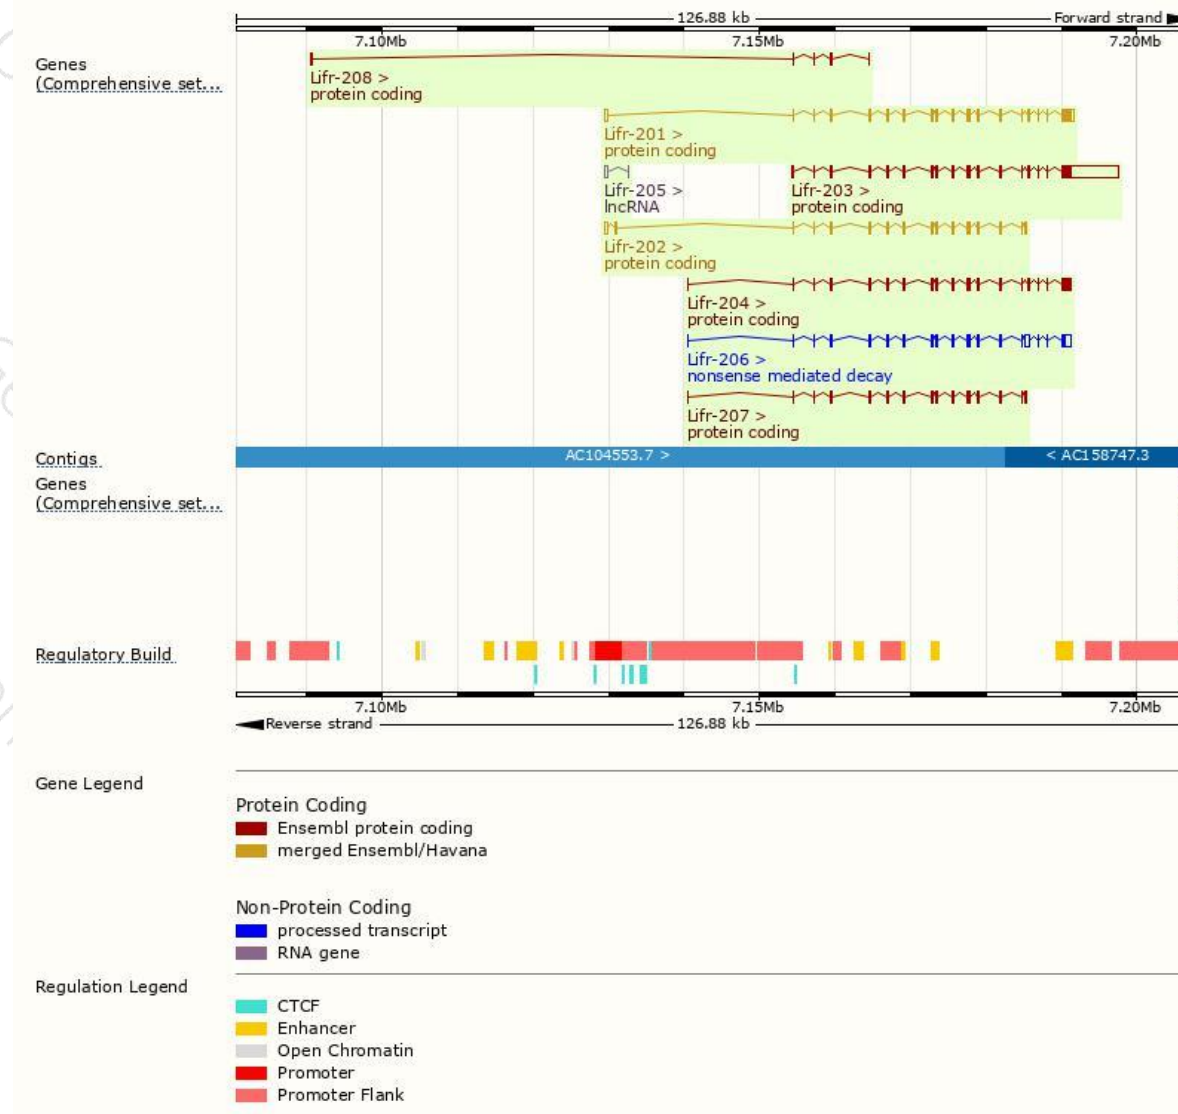 126.88 kb
Forward strand
7.10Mb 7.15Mb 7.20Mb
Genes
(Comprehensive set...
Lifr-208 >
protein coding
Lifr-201 >
protein coding
Lifr-205 >
lncRNA
Lifr-203 >
protein coding
Lifr-202 >
protein coding
Lifr-204 >
protein coding
Lifr-206 >
nonsense mediated decay
Lifr-207 >
protein coding
Contigs
AC104553.7 >
< AC158747.3
Genes
(Comprehensive set...
Regulatory Build
7.10Mb 7.15Mb 7.20Mb
Reverse strand
126.88 kb
Gene Legend
Protein Coding
Ensembl protein coding
merged Ensembl/Havana
Non-Protein Coding
processed transcript
RNA gene
Regulation Legend
CTCF
Enhancer
Open Chromatin
Promoter
Promoter Flank